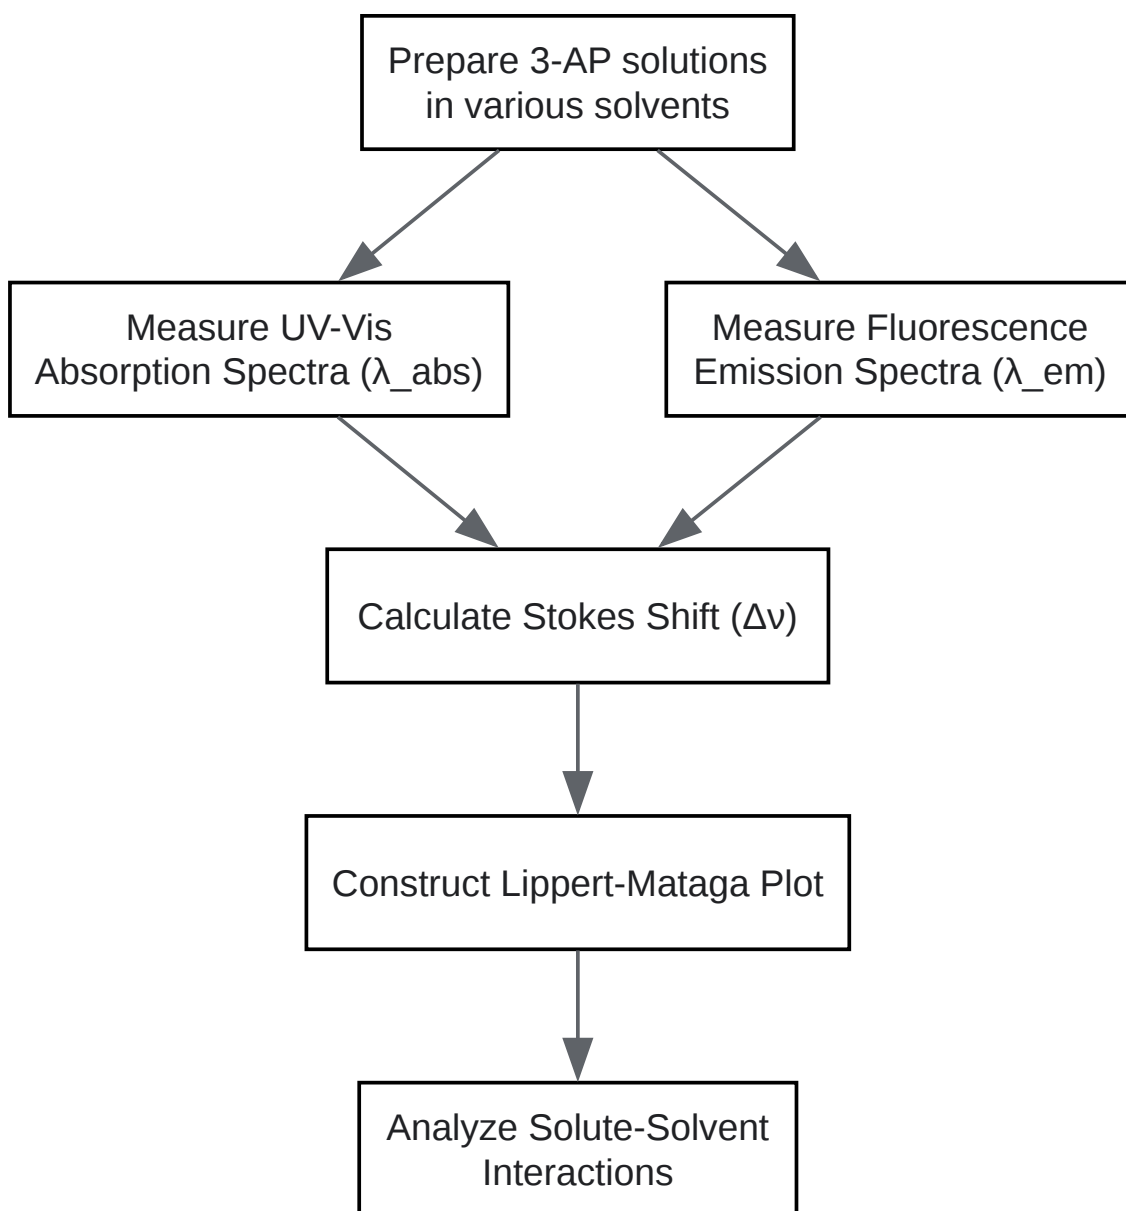 Prepare 3-AP solutions
in various solvents
Measure UV-Vis
Absorption Spectra (λ_abs)
Measure Fluorescence
Emission Spectra (λ_em)
Calculate Stokes Shift (Δν)
Construct Lippert-Mataga Plot
Analyze Solute-Solvent
Interactions